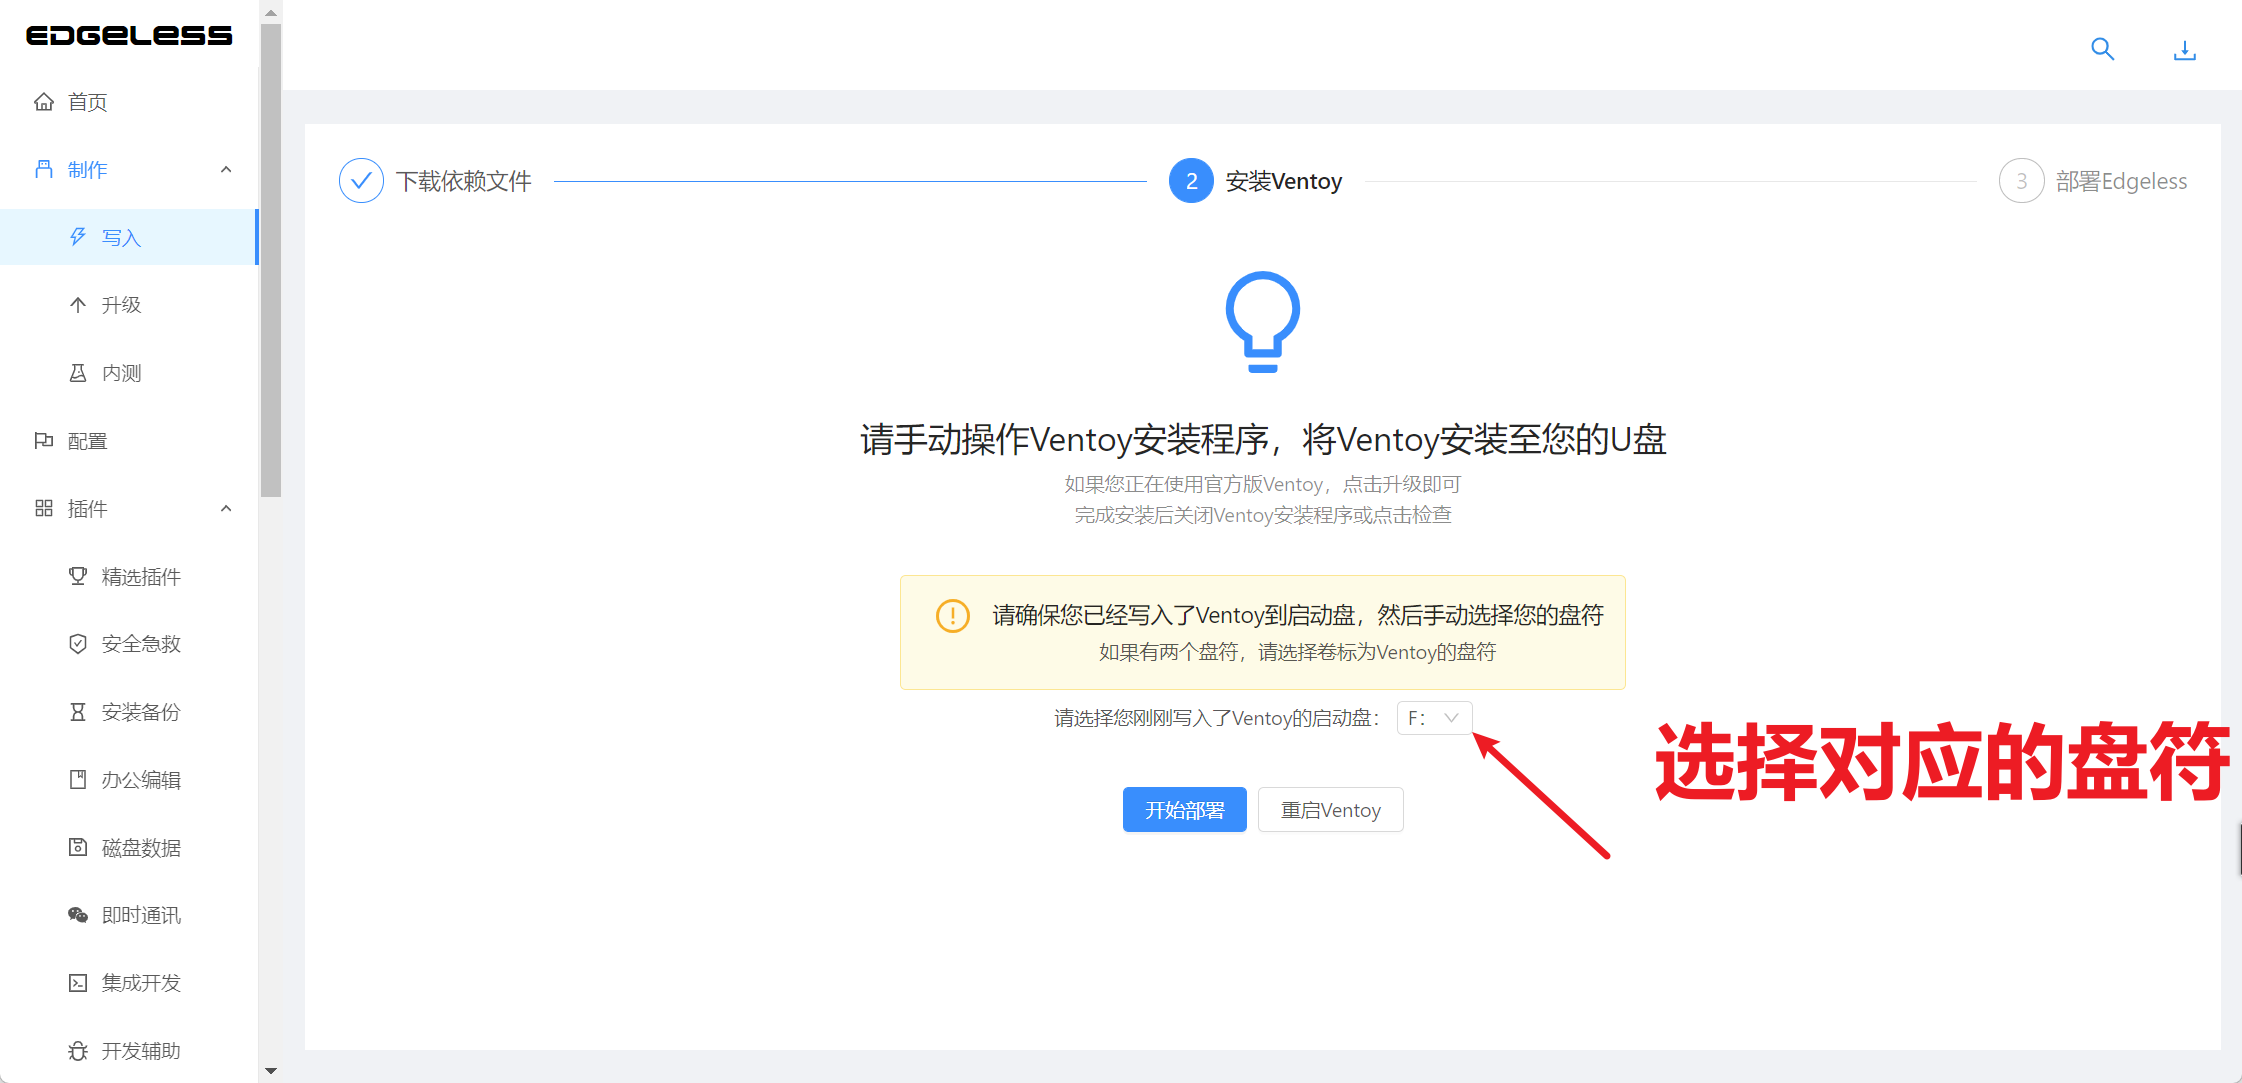 EDGELESS
首页
制作
写入
升级
内测
配置
插件
精选插件
安全急救
安装备份
办公编辑
磁盘数据
即时通讯
集成开发
开发辅助
下载依赖文件
2 安装Ventoy
3 部署Edgeless
请手动操作Ventoy安装程序，将Ventoy安装至您的U盘
如果您正在使用官方版Ventoy，点击升级即可
完成安装后关闭Ventoy安装程序或点击检查
请确保您已经写入了Ventoy到启动盘，然后手动选择您的盘符
如果有两个盘符，请选择卷标为Ventoy的盘符
请选择您刚刚写入了Ventoy的启动盘： F:
选择对应的盘符
开始部署 重启Ventoy